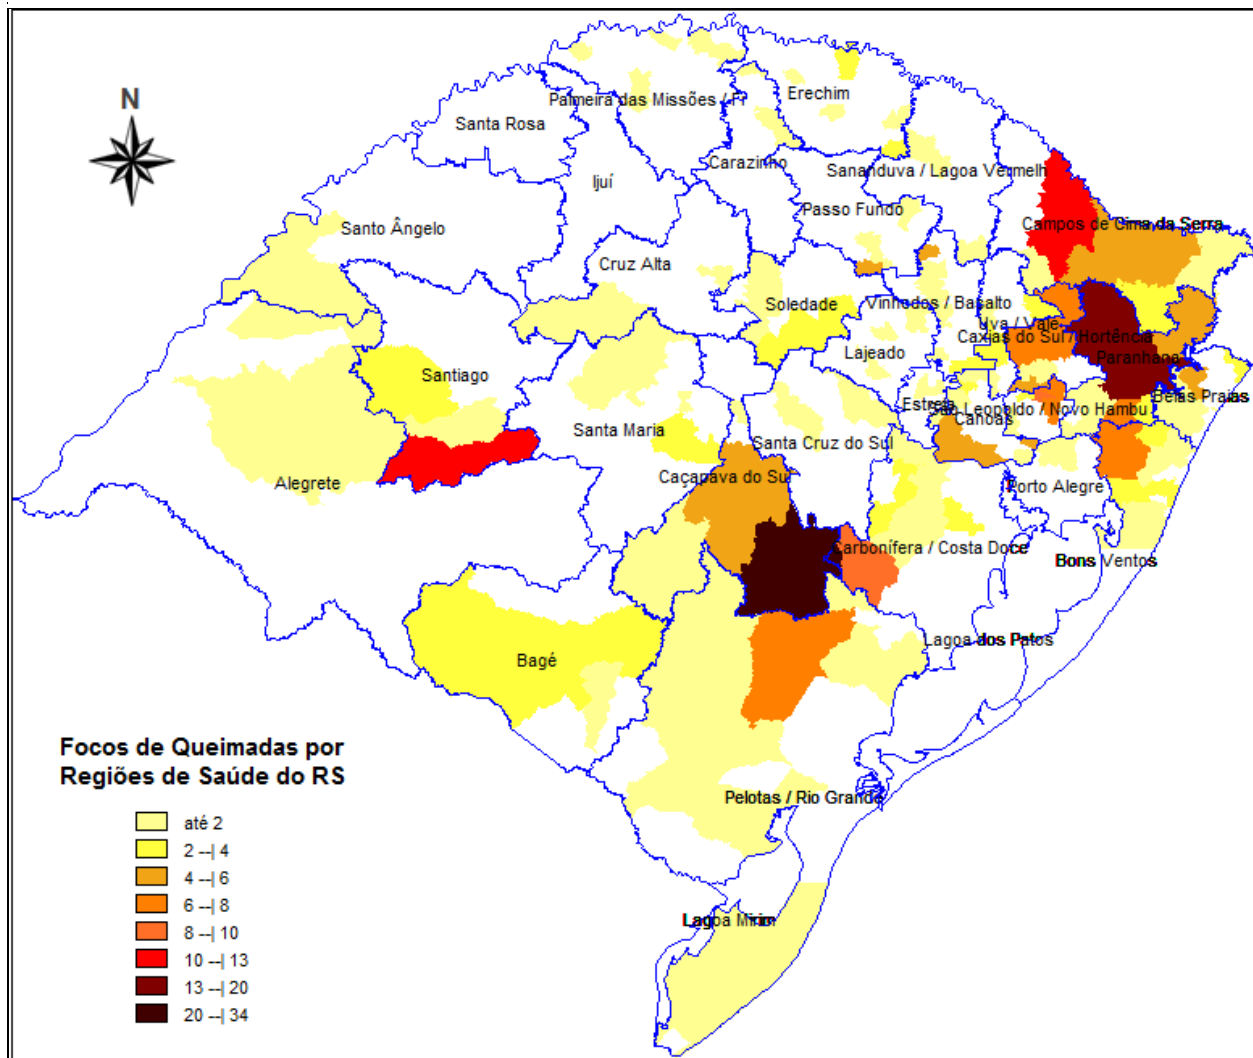 N
Palmeira das Missões / Fr
Erechim
Santa Rosa
Carazinho
Ijuí
Sananduva / Lagoa Vermelh
Passo Fundo
Santo Ângelo
Campos de Cima da Serra
Cruz Alta
Soledade
Vinhedos / Basalto
Uva / Vale
Caxias do Sul / Hortência
Lajeado
Paranhana
Santiago
Belas Praias
Estrela
São Leopoldo / Novo Hambu
Canoas
Santa Maria
Santa Cruz do Sul
Caçapava do Sul
Alegrete
Porto Alegre
Carbonífera / Costa Doce
Bons Ventos
Lagoa dos Patos
Bagé
Focos de Queimadas por
Regiões de Saúde do RS
até 2
2 --| 4
4 --| 6
6 --| 8
8 --| 10
10 --| 13
13 --| 20
20 --| 34
Pelotas / Rio Grande
Lagoa Mirim